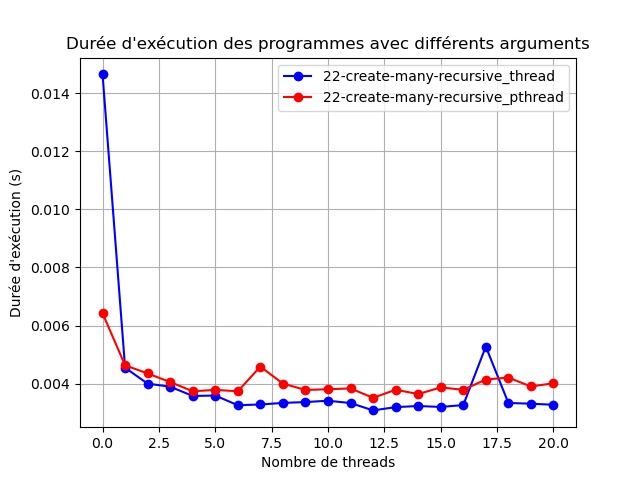 Durée d'exécution des programmes avec différents arguments
22-create-many-recursive_thread
22-create-many-recursive_pthread
Durée d'exécution (s)
0.014
0.012
0.010
0.008
0.006
0.004
0.0 2.5 5.0 7.5 10.0 12.5 15.0 17.5 20.0
Nombre de threads